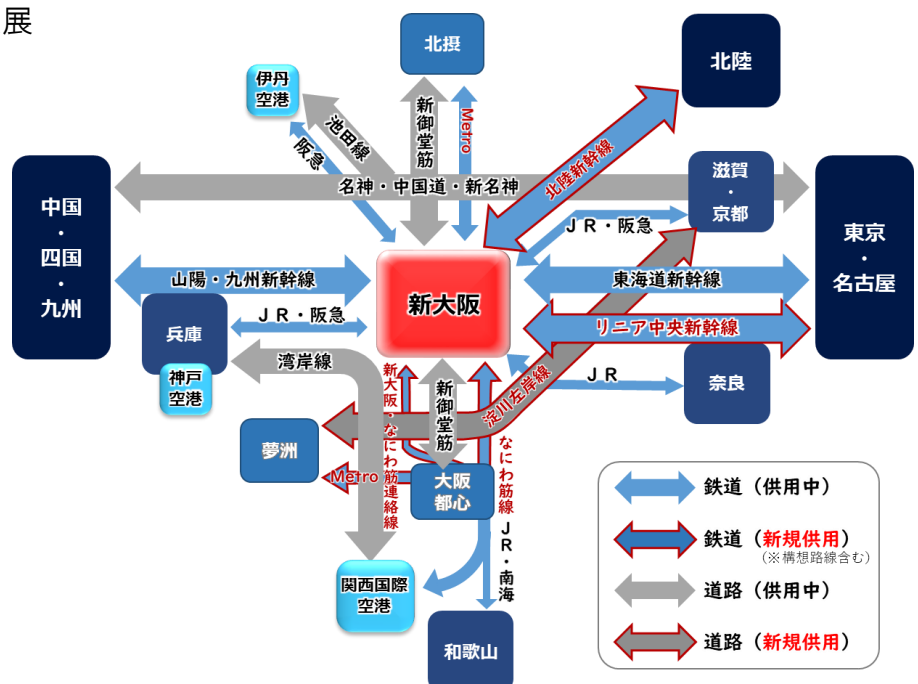 展
北摂
北陸
伊丹
空港
新御堂筋
Metro
池田線
阪急
北陸新幹線
名神・中国道・新名神
滋賀
・
京都
中国
・
四国
・
九州
ＪＲ・阪急
東京
・
名古屋
山陽・九州新幹線
新大阪
東海道新幹線
兵庫
ＪＲ・阪急
リニア中央新幹線
神戸
空港
湾岸線
新大阪・なにわ筋連絡線
新御堂筋
淀川左岸線
ＪＲ
奈良
夢洲
Metro
大阪
都心
なにわ筋線
ＪＲ・南海
関西国際
空港
和歌山
鉄道（供用中）
鉄道（新規供用）
（※構想路線含む）
道路（供用中）
道路（新規供用）